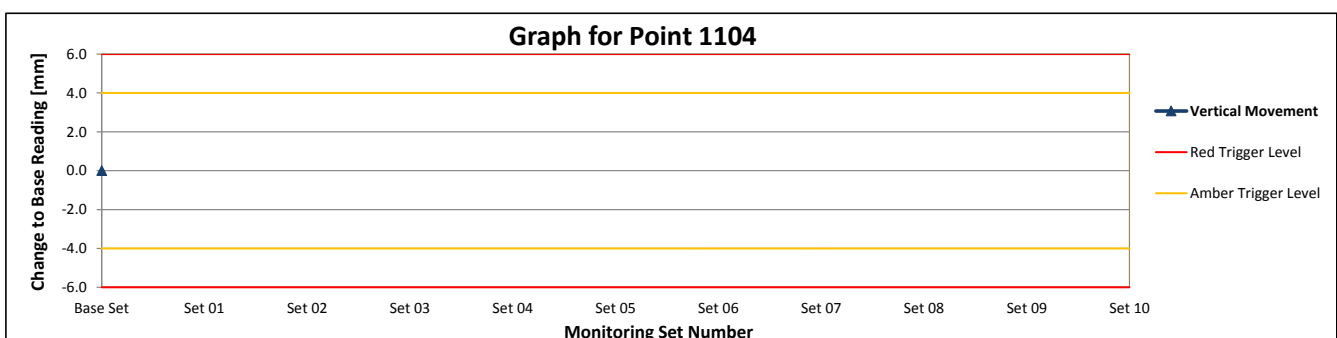 Graph for Point 1104
Change to Base Reading [mm]
6.0
4.0
2.0
0.0
-2.0
-4.0
-6.0
Base Set Set 01 Set 02 Set 03 Set 04 Set 05 Set 06 Set 07 Set 08 Set 09 Set 10
Monitoring Set Number
Vertical Movement
Red Trigger Level
Amber Trigger Level